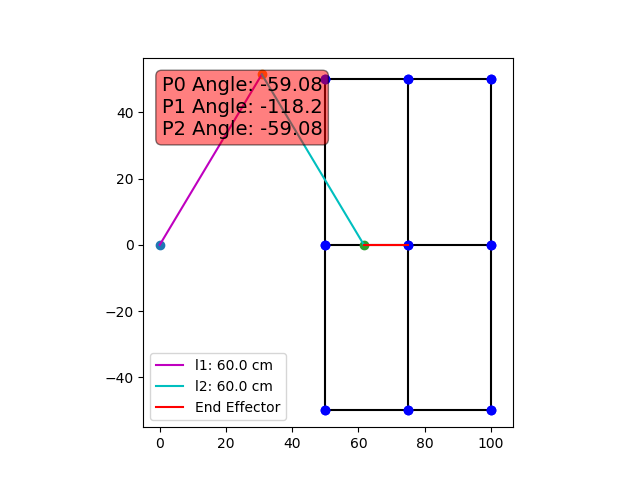 P0 Angle: -59.08
P1 Angle: -118.2
P2 Angle: -59.08
40
20
0
−20
−40
l1: 60.0 cm
l2: 60.0 cm
End Effector
0 20 40 60 80 100